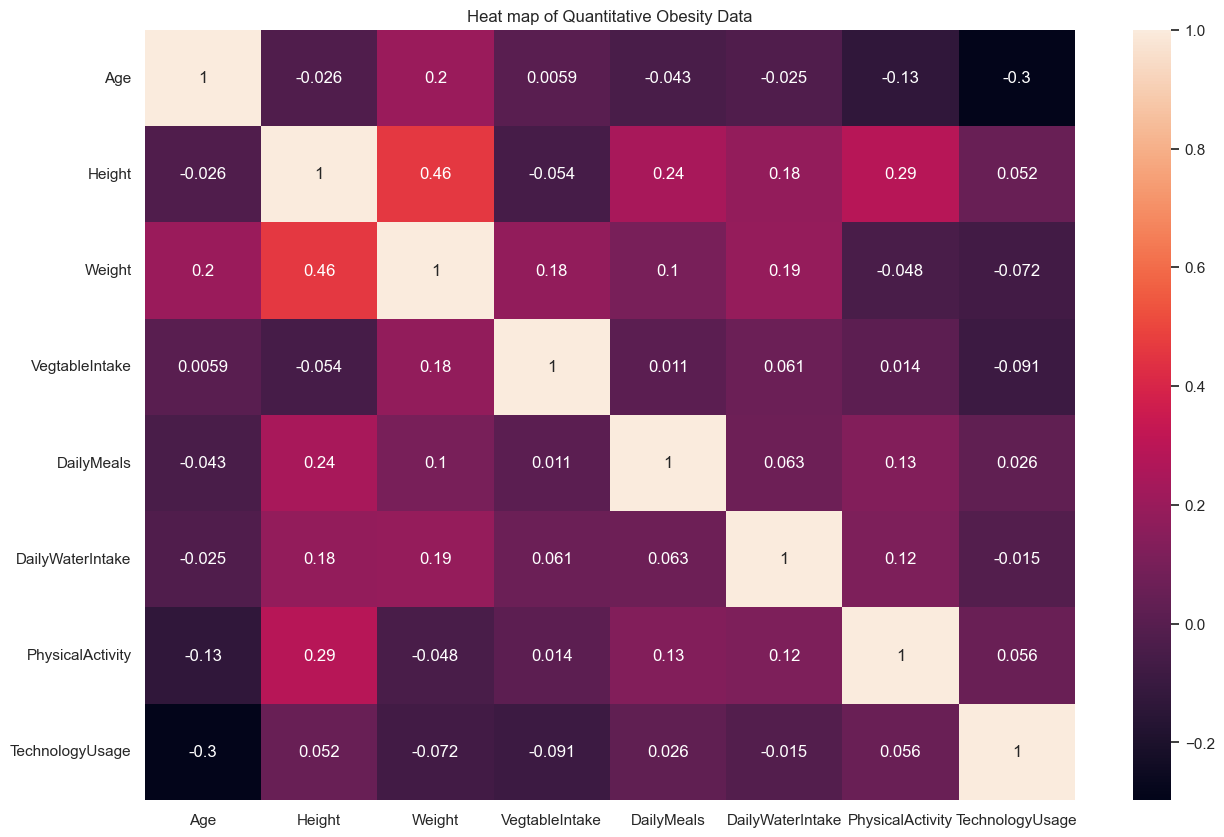 Heat map of Quantitative Obesity Data
Age 1 -0.026 0.2 0.0059 -0.043 -0.025 -0.13 -0.3
Height -0.026 1 0.46 -0.054 0.24 0.18 0.29 0.052
Weight 0.2 0.46 1 0.18 0.1 0.19 -0.048 -0.072
VegtableIntake 0.0059 -0.054 0.18 1 0.011 0.061 0.014 -0.091
DailyMeals -0.043 0.24 0.1 0.011 1 0.063 0.13 0.026
DailyWaterIntake -0.025 0.18 0.19 0.061 0.063 1 0.12 -0.015
PhysicalActivity -0.13 0.29 -0.048 0.014 0.13 0.12 1 0.056
TechnologyUsage -0.3 0.052 -0.072 -0.091 0.026 -0.015 0.056 1
Age Height Weight VegtableIntake DailyMeals DailyWaterIntake PhysicalActivity TechnologyUsage
1.0
0.8
0.6
0.4
0.2
0.0
−0.2